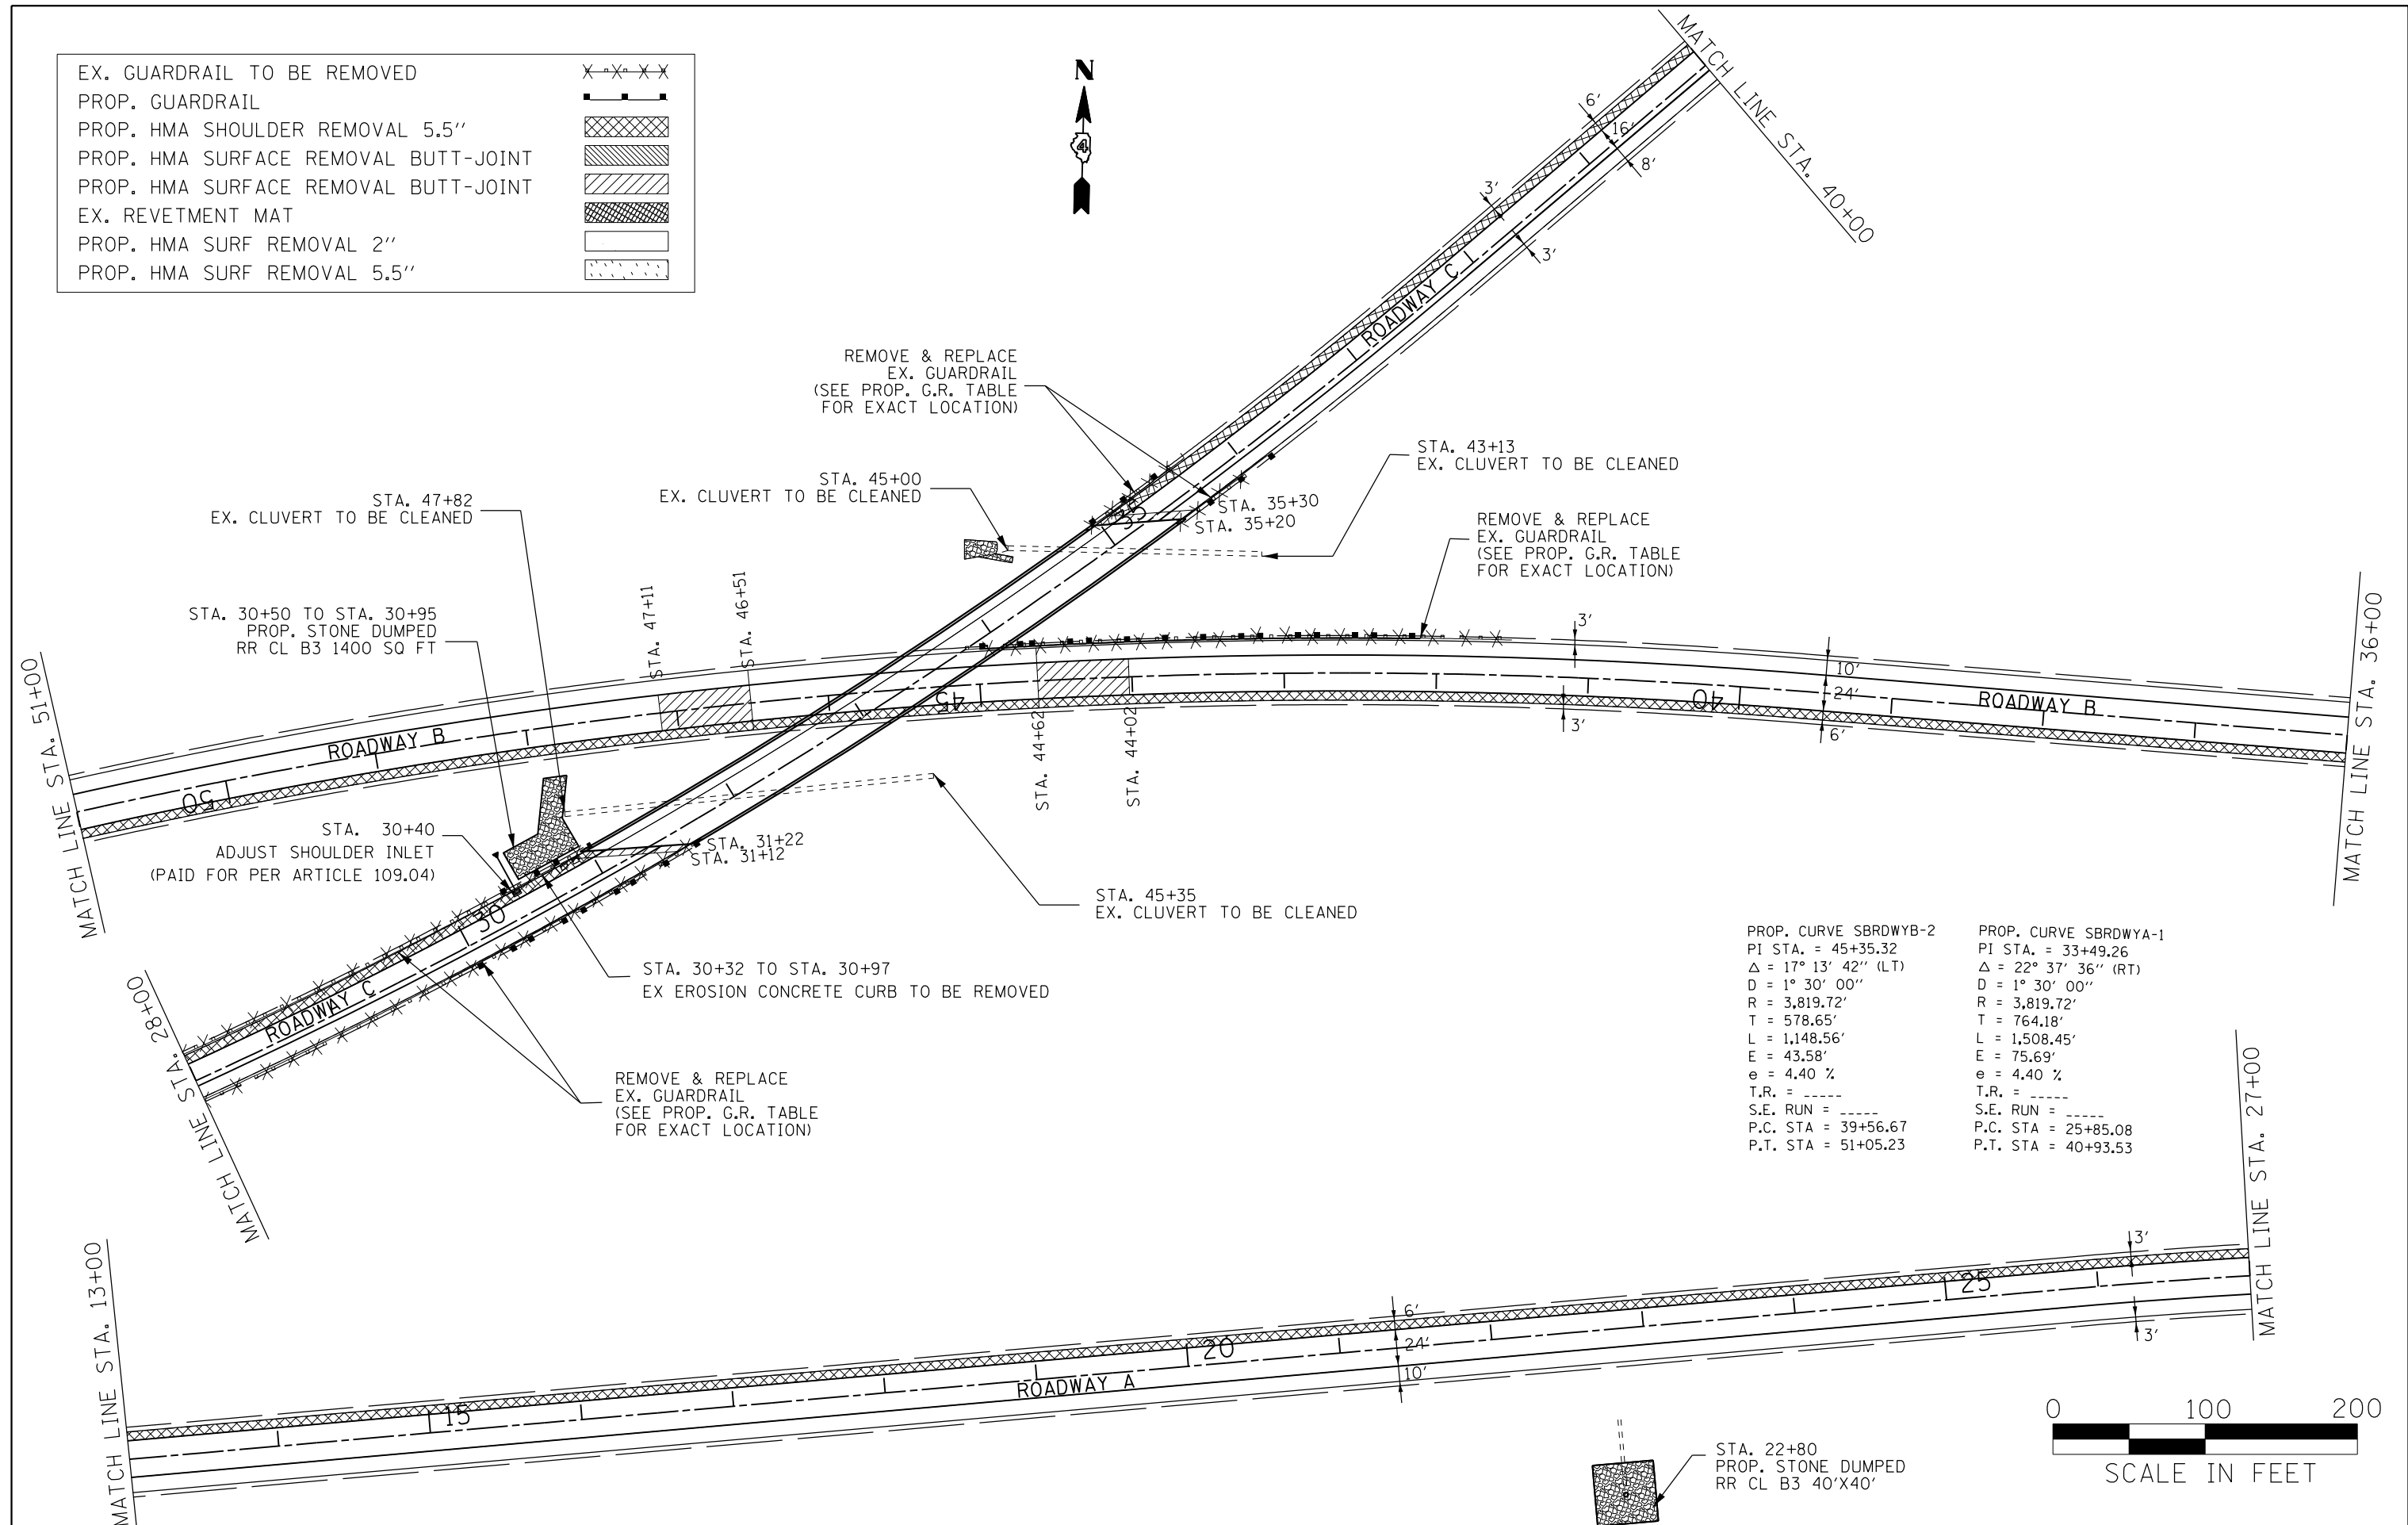 EX. GUARDRAIL TO BE REMOVED
PROP. GUARDRAIL
PROP. HMA SHOULDER REMOVAL 5.5''
PROP. HMA SURFACE REMOVAL BUTT-JOINT
PROP. HMA SURFACE REMOVAL BUTT-JOINT
EX. REVETMENT MAT
PROP. HMA SURF REMOVAL 2''
PROP. HMA SURF REMOVAL 5.5''
N
4
MATCH LINE STA. 40+00
6'
16'
8'
3'
3'
ROADWAY C
REMOVE & REPLACE
EX. GUARDRAIL
(SEE PROP. G.R. TABLE
FOR EXACT LOCATION)
STA. 43+13
EX. CLUVERT TO BE CLEANED
STA. 45+00
EX. CLUVERT TO BE CLEANED
STA. 47+82
EX. CLUVERT TO BE CLEANED
35
STA. 35+30
STA. 35+20
REMOVE & REPLACE
EX. GUARDRAIL
(SEE PROP. G.R. TABLE
FOR EXACT LOCATION)
STA. 30+50 TO STA. 30+95
PROP. STONE DUMPED
RR CL B3 1400 SQ FT
STA. 47+11
STA. 46+51
MATCH LINE STA. 51+00
3'
10'
24'
6'
3'
MATCH LINE STA. 36+00
ROADWAY B
50
45
40
ROADWAY B
STA. 44+62
STA. 44+02
STA. 30+40
ADJUST SHOULDER INLET
(PAID FOR PER ARTICLE 109.04)
STA. 31+22
STA. 31+12
STA. 45+35
EX. CLUVERT TO BE CLEANED
30
STA. 30+32 TO STA. 30+97
EX EROSION CONCRETE CURB TO BE REMOVED
MATCH LINE STA. 28+00
ROADWAY C
REMOVE & REPLACE
EX. GUARDRAIL
(SEE PROP. G.R. TABLE
FOR EXACT LOCATION)
PROP. CURVE SBRDWYB-2
PI STA. = 45+35.32
Δ = 17° 13' 42'' (LT)
D = 1° 30' 00''
R = 3,819.72'
T = 578.65'
L = 1,148.56'
E = 43.58'
e = 4.40 %
T.R. = _____
S.E. RUN = _____
P.C. STA = 39+56.67
P.T. STA = 51+05.23
PROP. CURVE SBRDWYA-1
PI STA. = 33+49.26
Δ = 22° 37' 36'' (RT)
D = 1° 30' 00''
R = 3,819.72'
T = 764.18'
L = 1,508.45'
E = 75.69'
e = 4.40 %
T.R. = _____
S.E. RUN = _____
P.C. STA = 25+85.08
P.T. STA = 40+93.53
MATCH LINE STA. 13+00
15
20
25
ROADWAY A
6'
24'
10'
3'
3'
MATCH LINE STA. 27+00
STA. 22+80
PROP. STONE DUMPED
RR CL B3 40'X40'
0 100 200
SCALE IN FEET